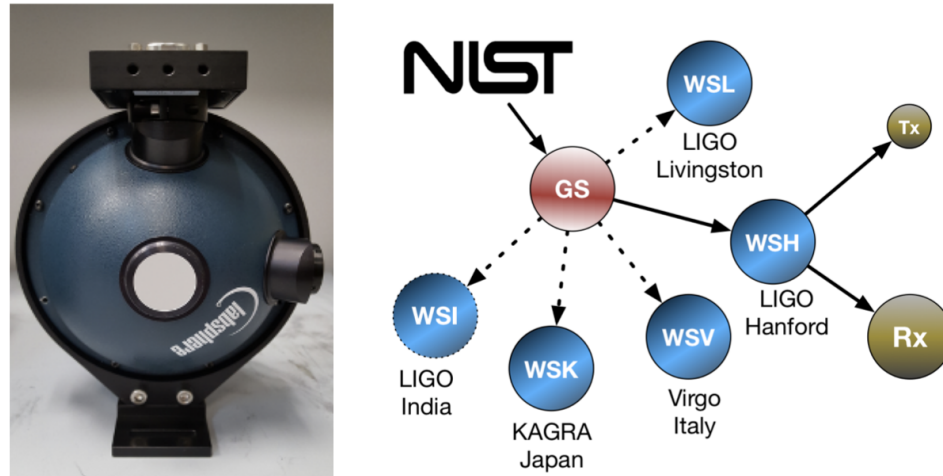 labsphere
NIST
WSL
LIGO
Livingston
Tx
GS
WSH
LIGO
Hanford
Rx
WSI
LIGO
India
WSK
KAGRA
Japan
WSV
Virgo
Italy